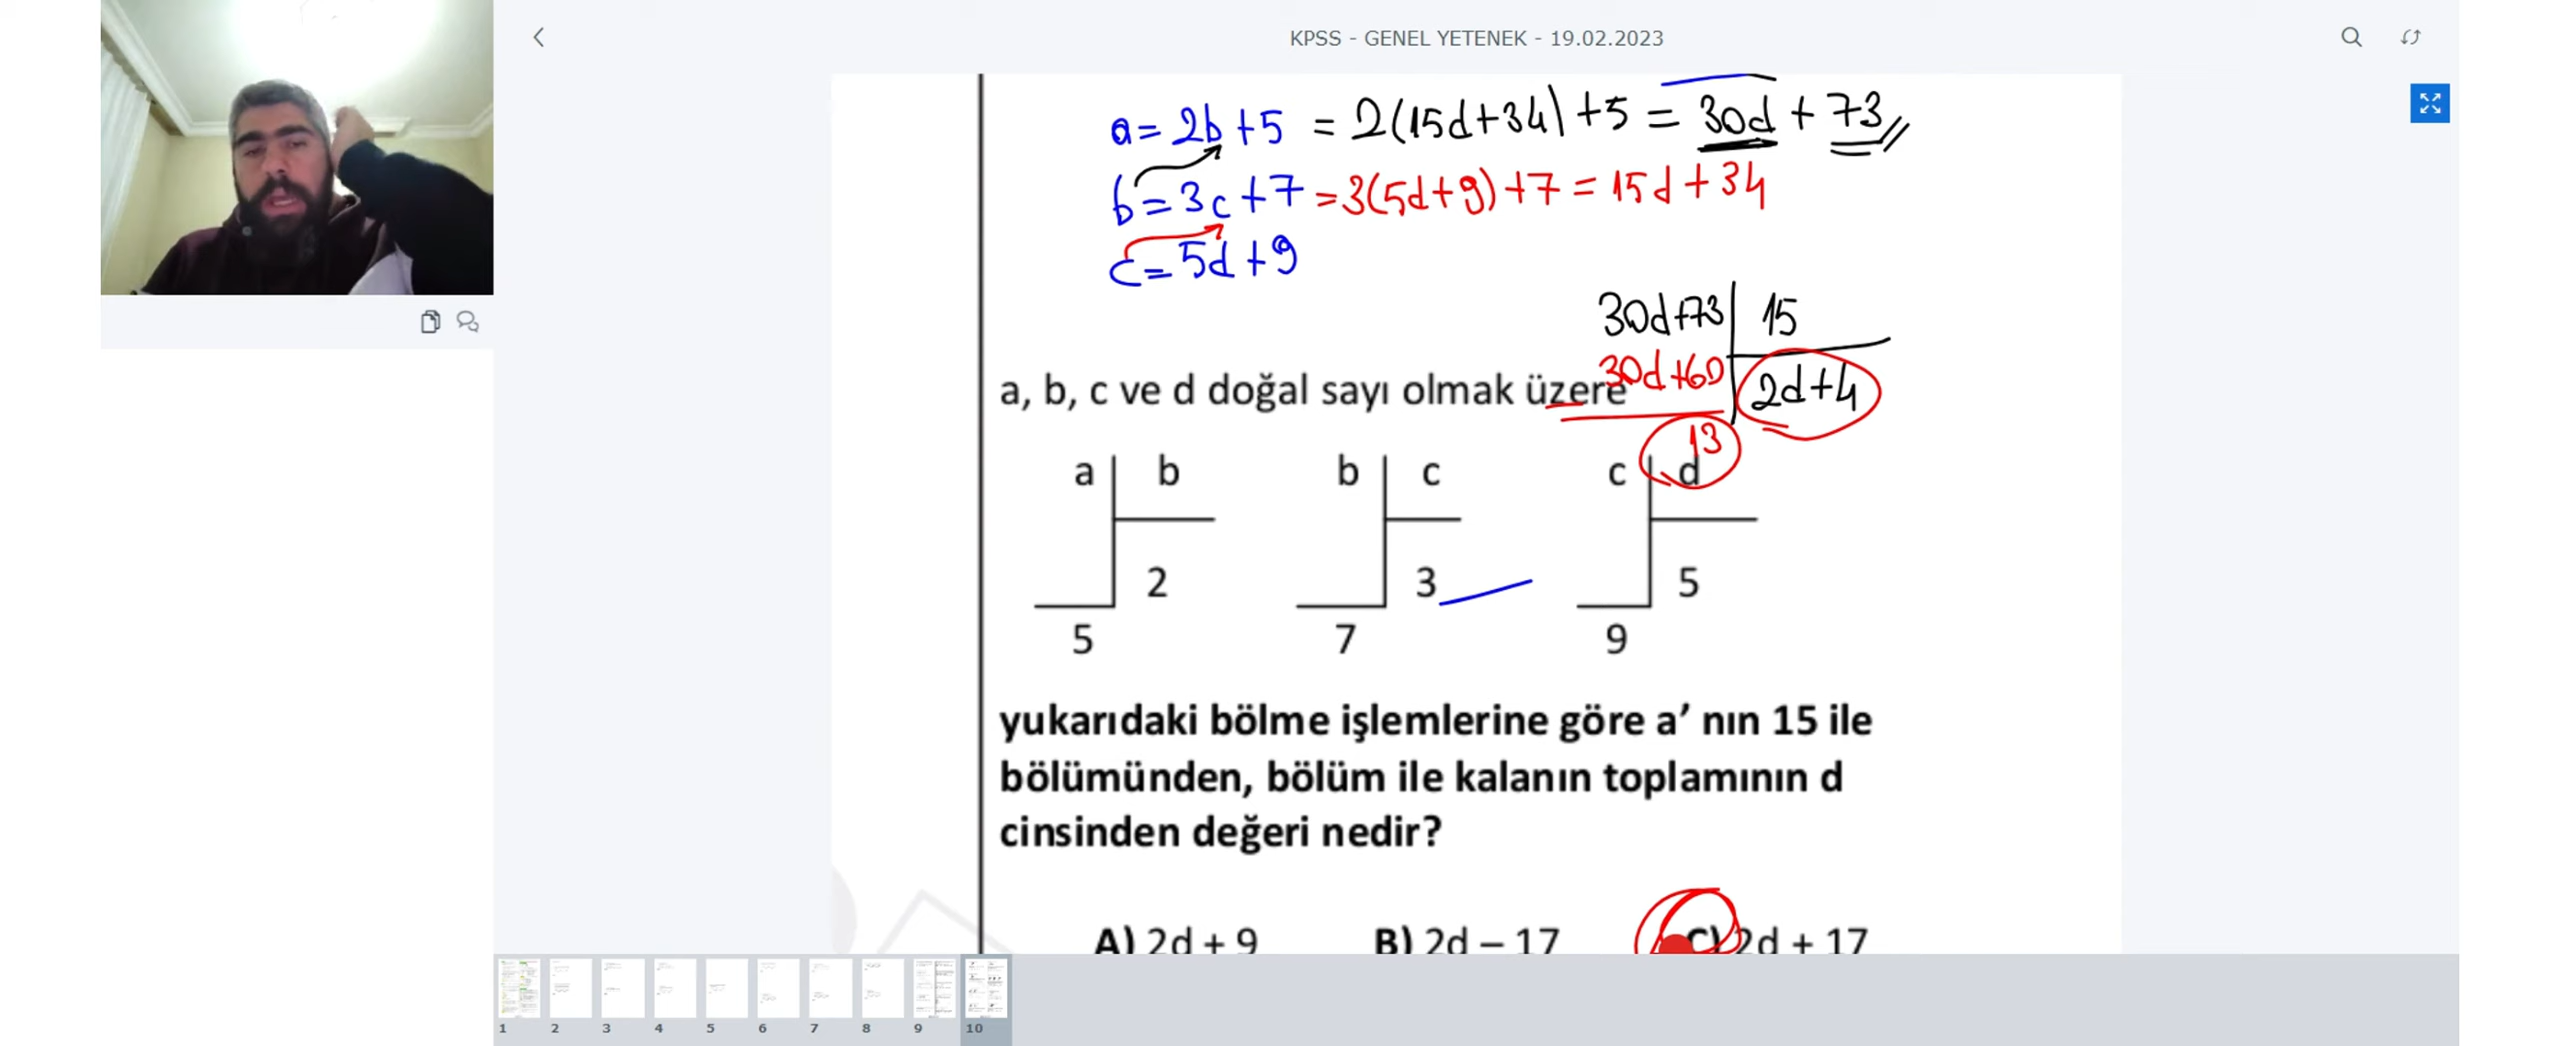 KPSS - GENEL YETENEK - 19.02.2023
a = 2b + 5 = 2(15d+34) + 5 = 30d + 73
b = 3c + 7 = 3(5d+9) + 7 = 15d + 34
c = 5d + 9
30d+73 15
30d+60 2d+4
13
a, b, c ve d doğal sayı olmak üzere
a b b c c d
2 3 5
5 7 9
yukarıdaki bölme işlemlerine göre a’ nın 15 ile
bölümünden, bölüm ile kalanın toplamının d
cinsinden değeri nedir?
A) 2d + 9 B) 2d – 17 C) 2d + 17
1 2 3 4 5 6 7 8 9 10